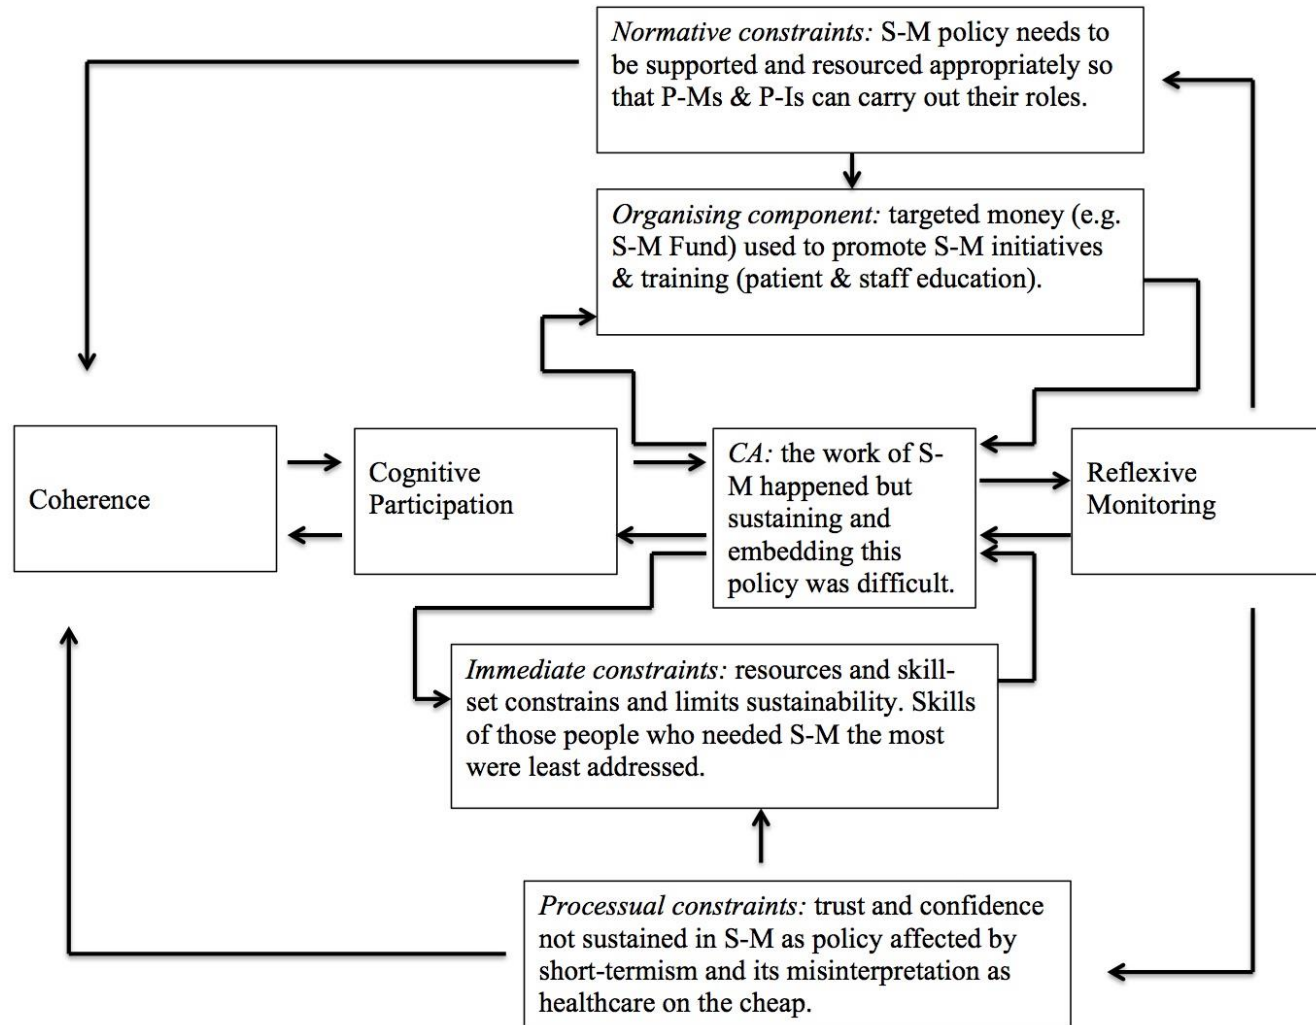 Normative constraints: S-M policy needs to
be supported and resourced appropriately so
that P-Ms & P-Is can carry out their roles.
Organising component: targeted money (e.g.
S-M Fund) used to promote S-M initiatives
& training (patient & staff education).
Coherence
Cognitive
Participation
CA: the work of S-
M happened but
sustaining and
embedding this
policy was difficult.
Reflexive
Monitoring
Immediate constraints: resources and skill-
set constrains and limits sustainability. Skills
of those people who needed S-M the most
were least addressed.
Processual constraints: trust and confidence
not sustained in S-M as policy affected by
short-termism and its misinterpretation as
healthcare on the cheap.